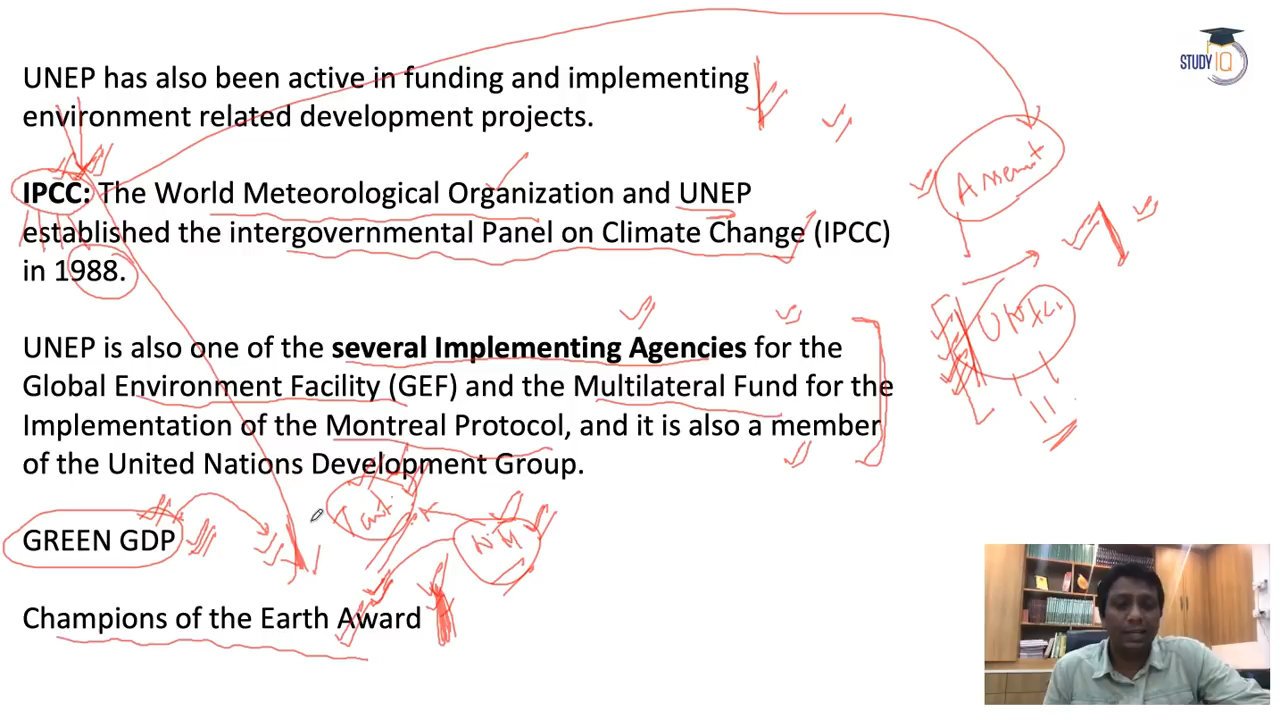 STUDY IQ
UNEP has also been active in funding and implementing
environment related development projects.
IPCC: The World Meteorological Organization and UNEP
established the intergovernmental Panel on Climate Change (IPCC)
in 1988.
UNEP is also one of the several Implementing Agencies for the
Global Environment Facility (GEF) and the Multilateral Fund for the
Implementation of the Montreal Protocol, and it is also a member
of the United Nations Development Group.
GREEN GDP
Champions of the Earth Award